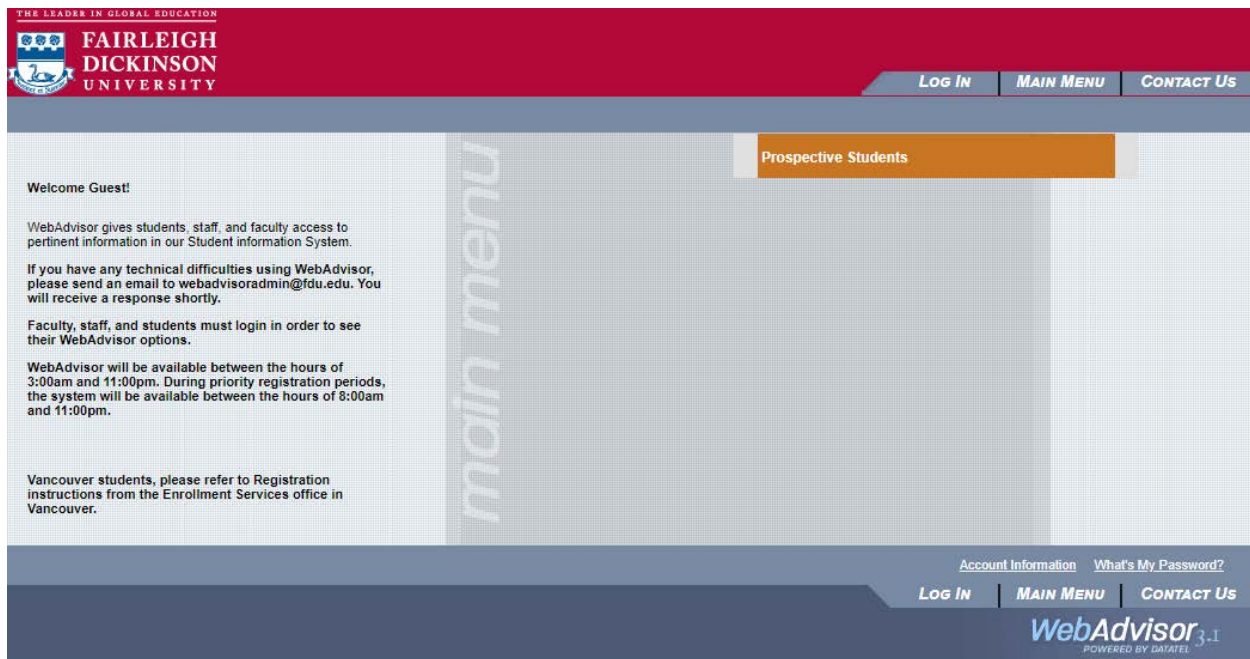 THE LEADER IN GLOBAL EDUCATION
FAIRLEIGH
DICKINSON
UNIVERSITY
LOG IN MAIN MENU CONTACT US
Prospective Students
main menu
Welcome Guest!
WebAdvisor gives students, staff, and faculty access to
pertinent information in our Student information System.
If you have any technical difficulties using WebAdvisor,
please send an email to webadvisoradmin@fdu.edu. You
will receive a response shortly.
Faculty, staff, and students must login in order to see
their WebAdvisor options.
WebAdvisor will be available between the hours of
3:00am and 11:00pm. During priority registration periods,
the system will be available between the hours of 8:00am
and 11:00pm.
Vancouver students, please refer to Registration
instructions from the Enrollment Services office in
Vancouver.
Account Information What's My Password?
LOG IN MAIN MENU CONTACT US
WebAdvisor 3.1
POWERED BY DATATEL